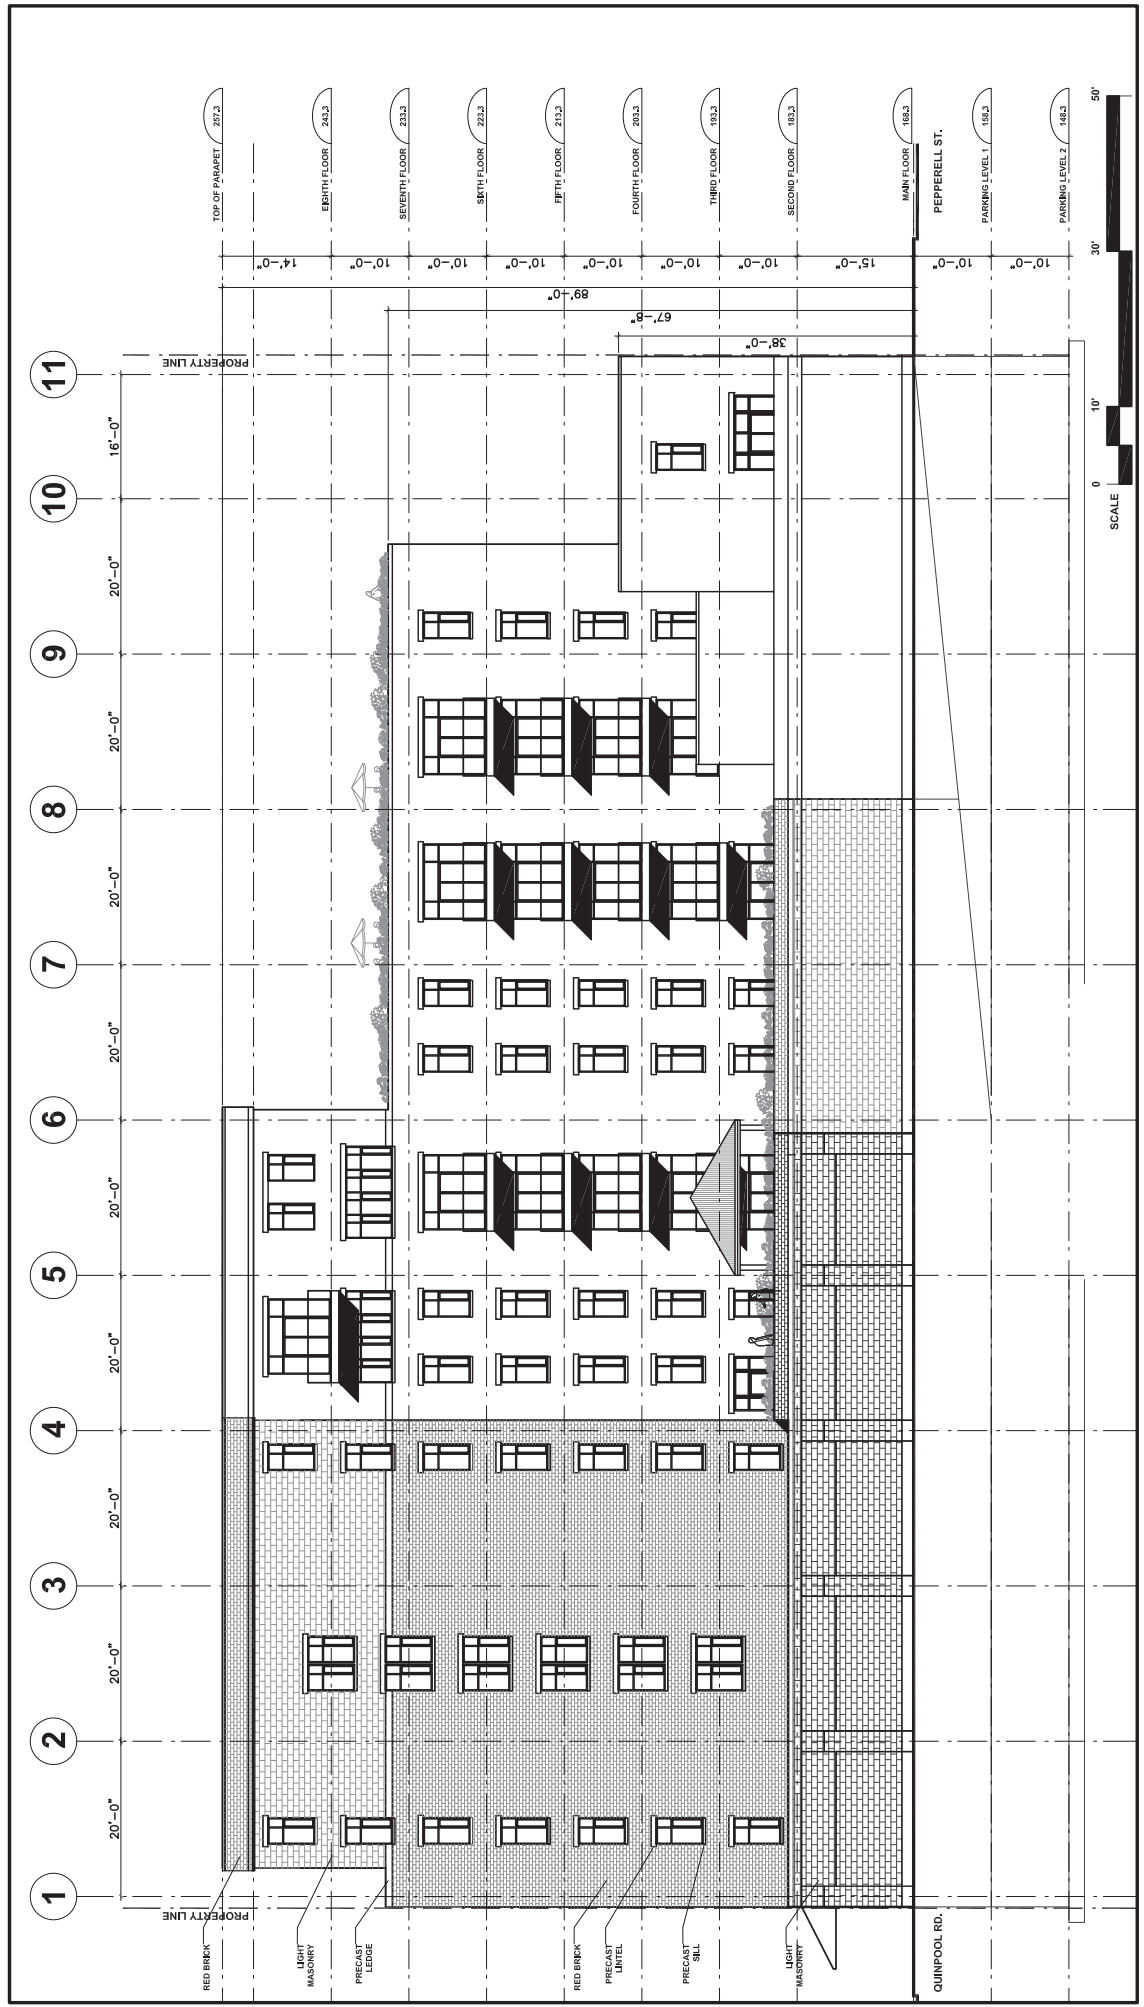 1
2
3
4
5
6
7
8
9
10
11
20'-0"
20'-0"
20'-0"
20'-0"
20'-0"
20'-0"
20'-0"
20'-0"
20'-0"
16'-0"
PROPERTY LINE
PROPERTY LINE
RED BRICK
LIGHT
MASONRY
PRECAST
LEDGE
RED BRICK
PRECAST
LINTEL
PRECAST
SILL
LIGHT
MASONRY
QUINPOOL RD.
PEPPERELL ST.
TOP OF PARAPET
257.3
EIGHTH FLOOR
243.3
SEVENTH FLOOR
233.3
SIXTH FLOOR
223.3
FIFTH FLOOR
213.3
FOURTH FLOOR
203.3
THIRD FLOOR
193.3
SECOND FLOOR
183.3
MAIN FLOOR
168.3
PARKING LEVEL 1
158.3
PARKING LEVEL 2
148.3
14'-0"
10'-0"
10'-0"
10'-0"
10'-0"
10'-0"
10'-0"
15'-0"
10'-0"
10'-0"
89'-0"
67'-8"
38'-0"
SCALE
0
10'
30'
50'